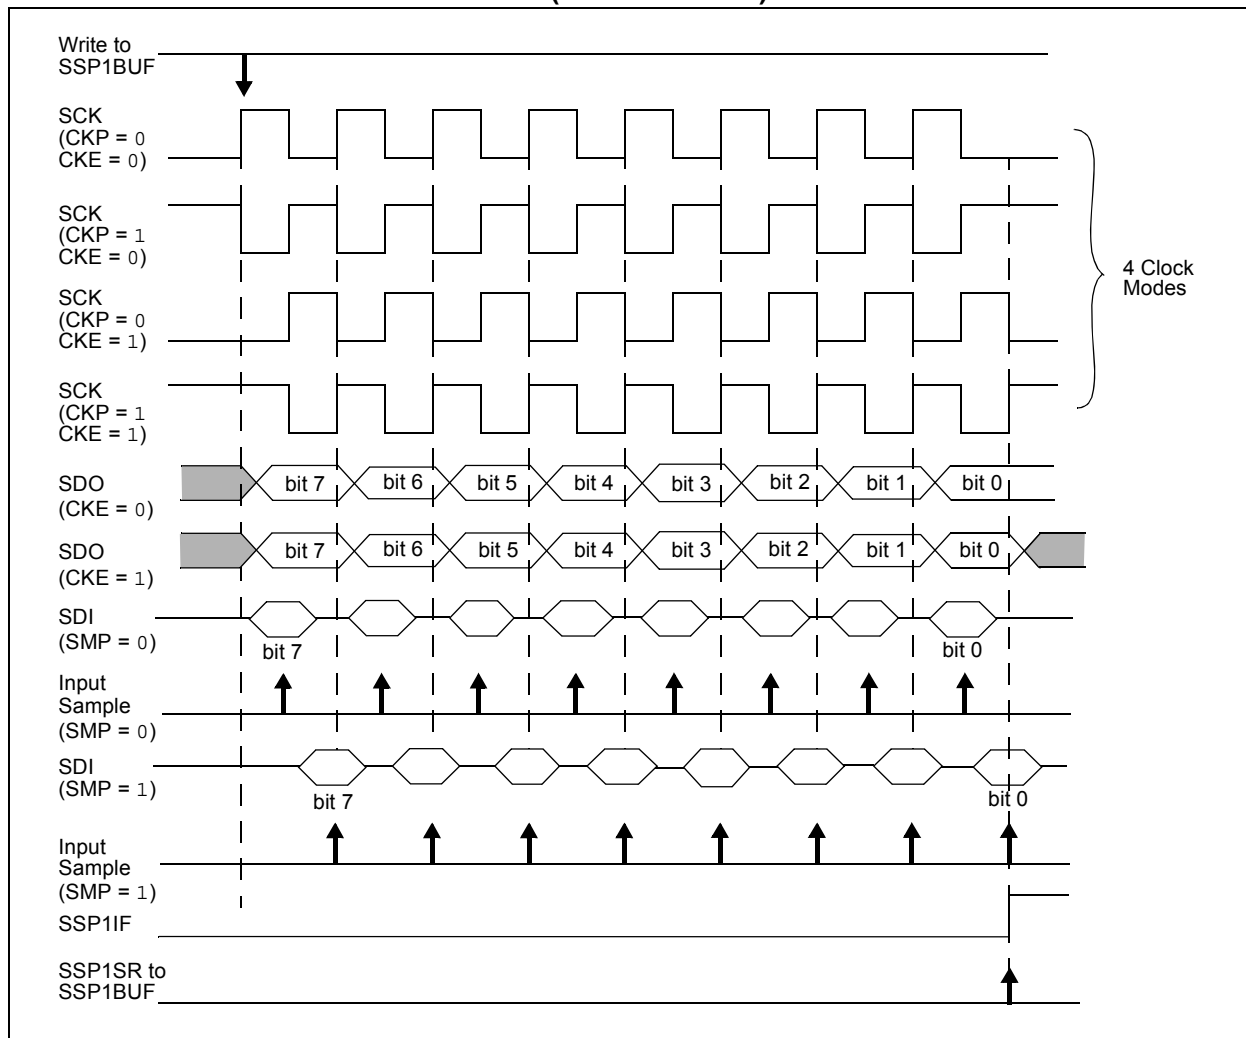 Write to
SSP1BUF
SCK
(CKP = 0
CKE = 0)
SCK
(CKP = 1
CKE = 0)
SCK
(CKP = 0
CKE = 1)
SCK
(CKP = 1
CKE = 1)
4 Clock
Modes
SDO
(CKE = 0)
bit 7 bit 6 bit 5 bit 4 bit 3 bit 2 bit 1 bit 0
SDO
(CKE = 1)
bit 7 bit 6 bit 5 bit 4 bit 3 bit 2 bit 1 bit 0
SDI
(SMP = 0)
bit 7 bit 0
Input
Sample
(SMP = 0)
SDI
(SMP = 1)
bit 7 bit 0
Input
Sample
(SMP = 1)
SSP1IF
SSP1SR to
SSP1BUF